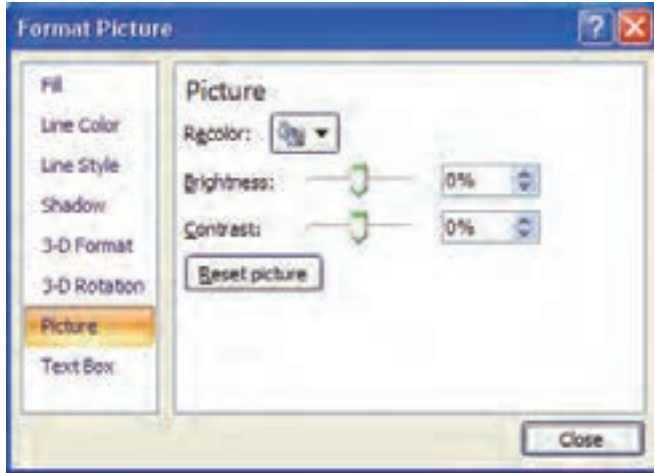 Format Picture
Fill
Line Color
Line Style
Shadow
3-D Format
3-D Rotation
Picture
Text Box
Picture
Recolor:
Brightness: 0%
Contrast: 0%
Reset picture
Close